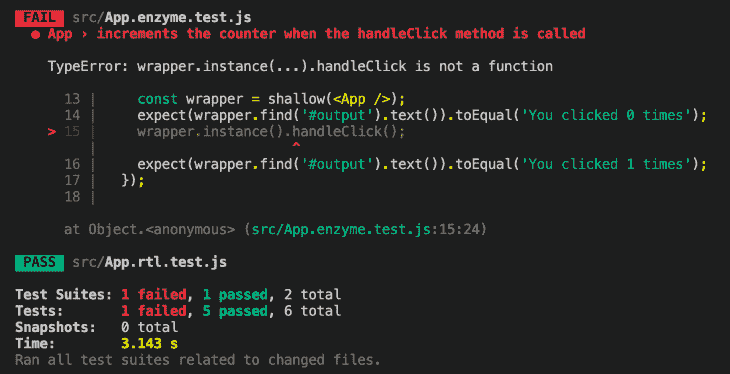 FAIL src/App.enzyme.test.js
● App › increments the counter when the handleClick method is called
TypeError: wrapper.instance(...).handleClick is not a function
13 | const wrapper = shallow(<App />);
14 | expect(wrapper.find('#output').text()).toEqual('You clicked 0 times');
> 15 | wrapper.instance().handleClick();
| ^
16 | expect(wrapper.find('#output').text()).toEqual('You clicked 1 times');
17 | });
18 |
at Object.<anonymous> (src/App.enzyme.test.js:15:24)
PASS src/App.rtl.test.js
Test Suites: 1 failed, 1 passed, 2 total
Tests: 1 failed, 5 passed, 6 total
Snapshots: 0 total
Time: 3.143 s
Ran all test suites related to changed files.